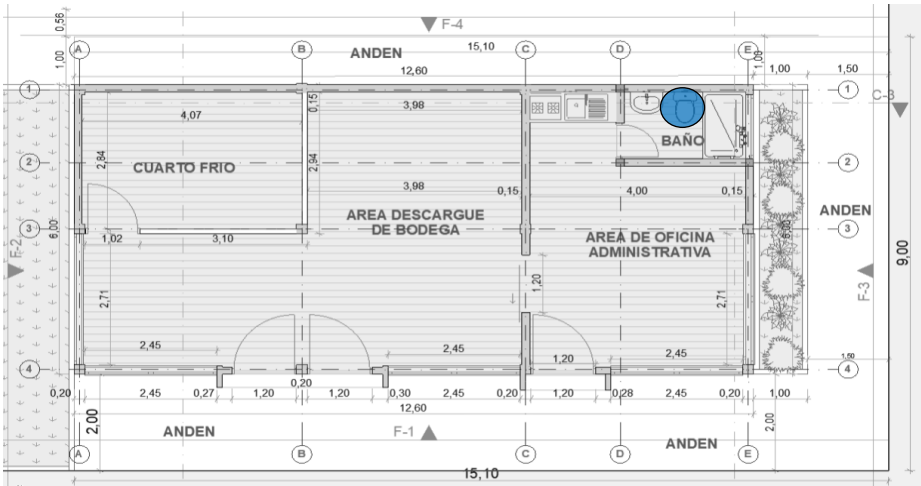 0,56
F-4
A
B
ANDEN
15,10
C
D
E
1,00
12,60
1,00
1,00
1,50
1
4,07
0,15
3,98
1
C-3
2,84
CUARTO FRIO
2,94
BAÑO
2
2
3,98
0,15
4,00
0,15
AREA DESCARGUE
DE BODEGA
ANDEN
3
6,00
1,02
3,10
AREA DE OFICINA
ADMINISTRATIVA
6,00
3
F-2
9,00
F-3
2,71
1,20
2,71
2,45
2,45
1,20
2,45
1,50
4
4
0,20
0,20
2,45
0,27
1,20
1,20
0,30
2,45
0,20
1,20
0,28
2,45
0,20
1,00
12,60
2,00
2,00
ANDEN
F-1
ANDEN
A
B
C
D
E
15,10